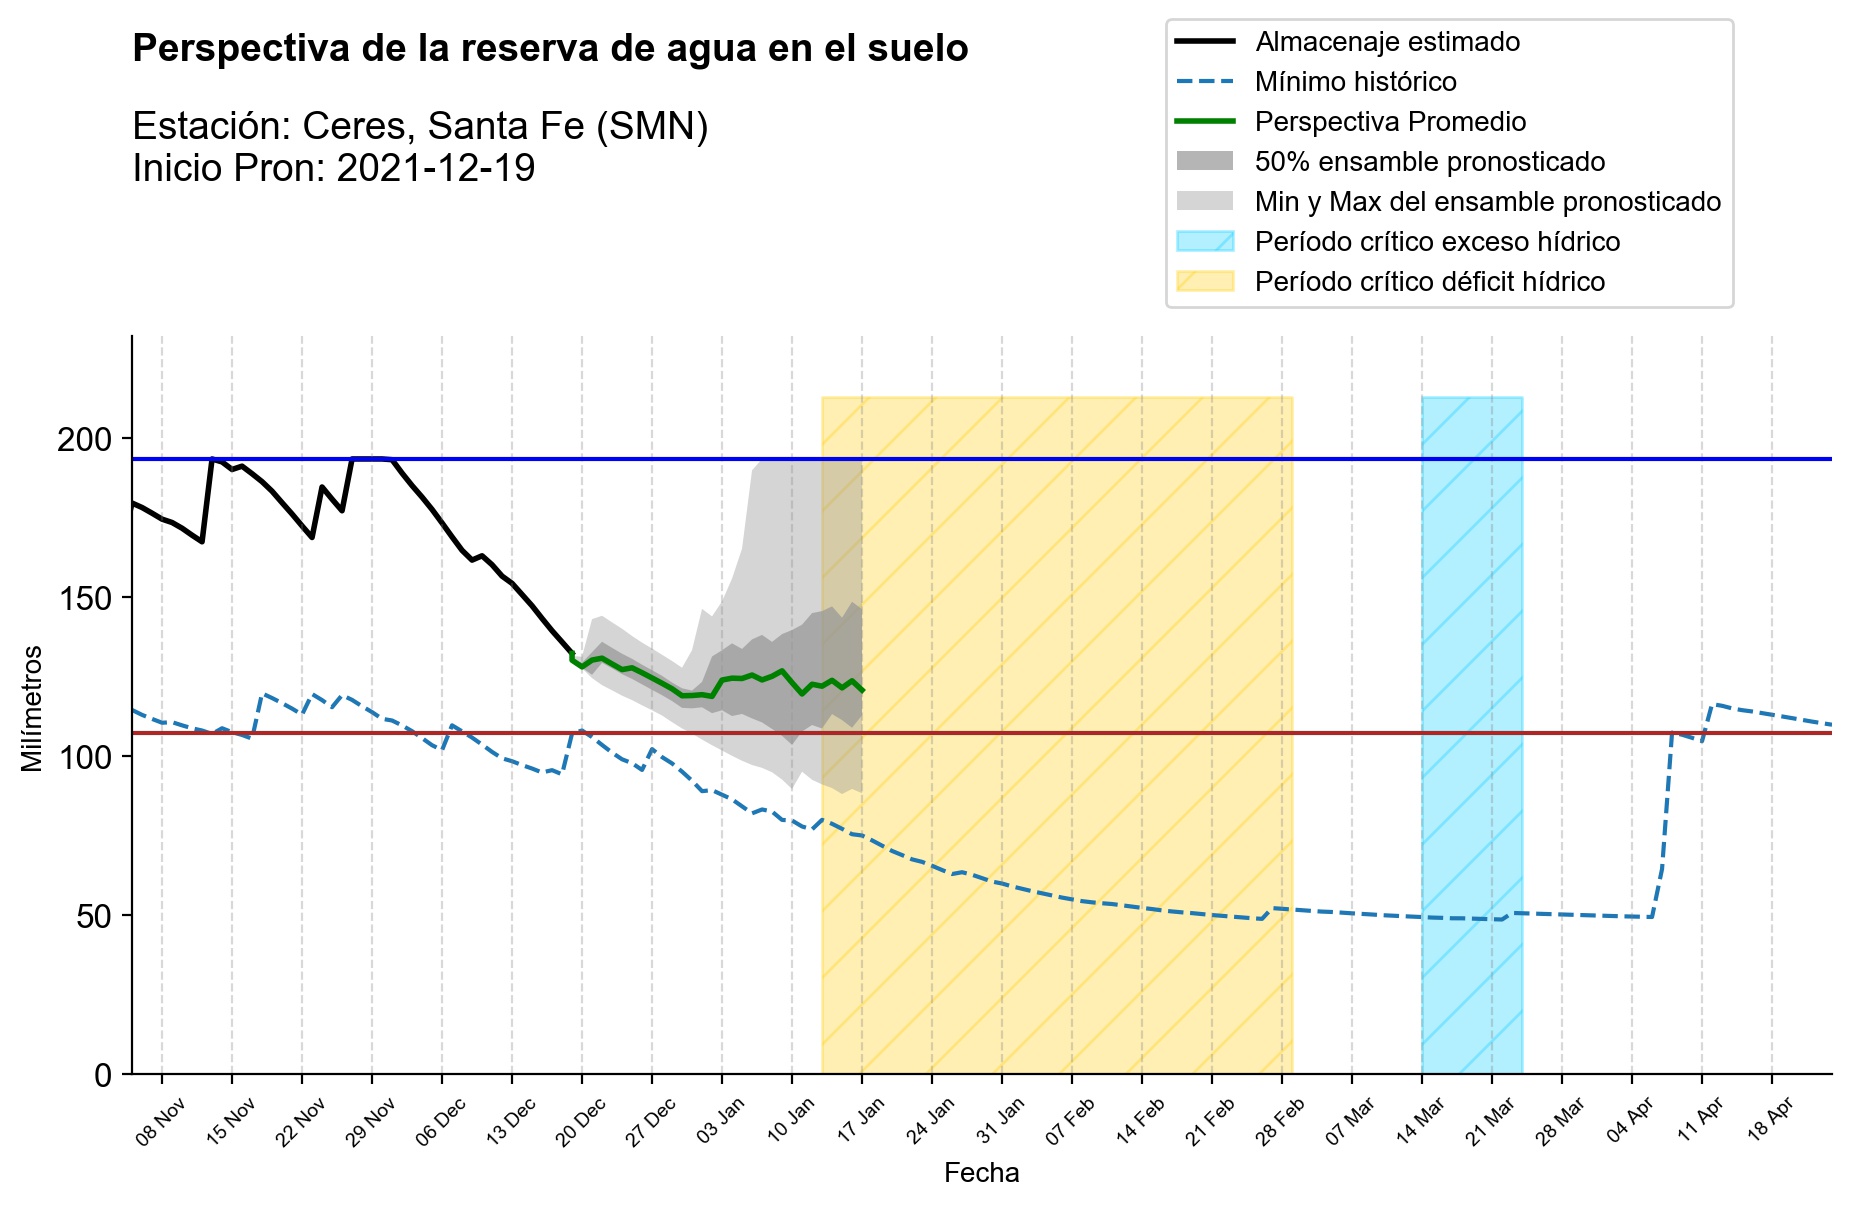 Perspectiva de la reserva de agua en el suelo
Estación: Ceres, Santa Fe (SMN)
Inicio Pron: 2021-12-19
Almacenaje estimado
Mínimo histórico
Perspectiva Promedio
50% ensamble pronosticado
Min y Max del ensamble pronosticado
Período crítico exceso hídrico
Período crítico déficit hídrico
Milímetros
200
150
100
50
0
08 Nov
15 Nov
22 Nov
29 Nov
06 Dec
13 Dec
20 Dec
27 Dec
03 Jan
10 Jan
17 Jan
24 Jan
31 Jan
07 Feb
14 Feb
21 Feb
28 Feb
07 Mar
14 Mar
21 Mar
28 Mar
04 Apr
11 Apr
18 Apr
Fecha